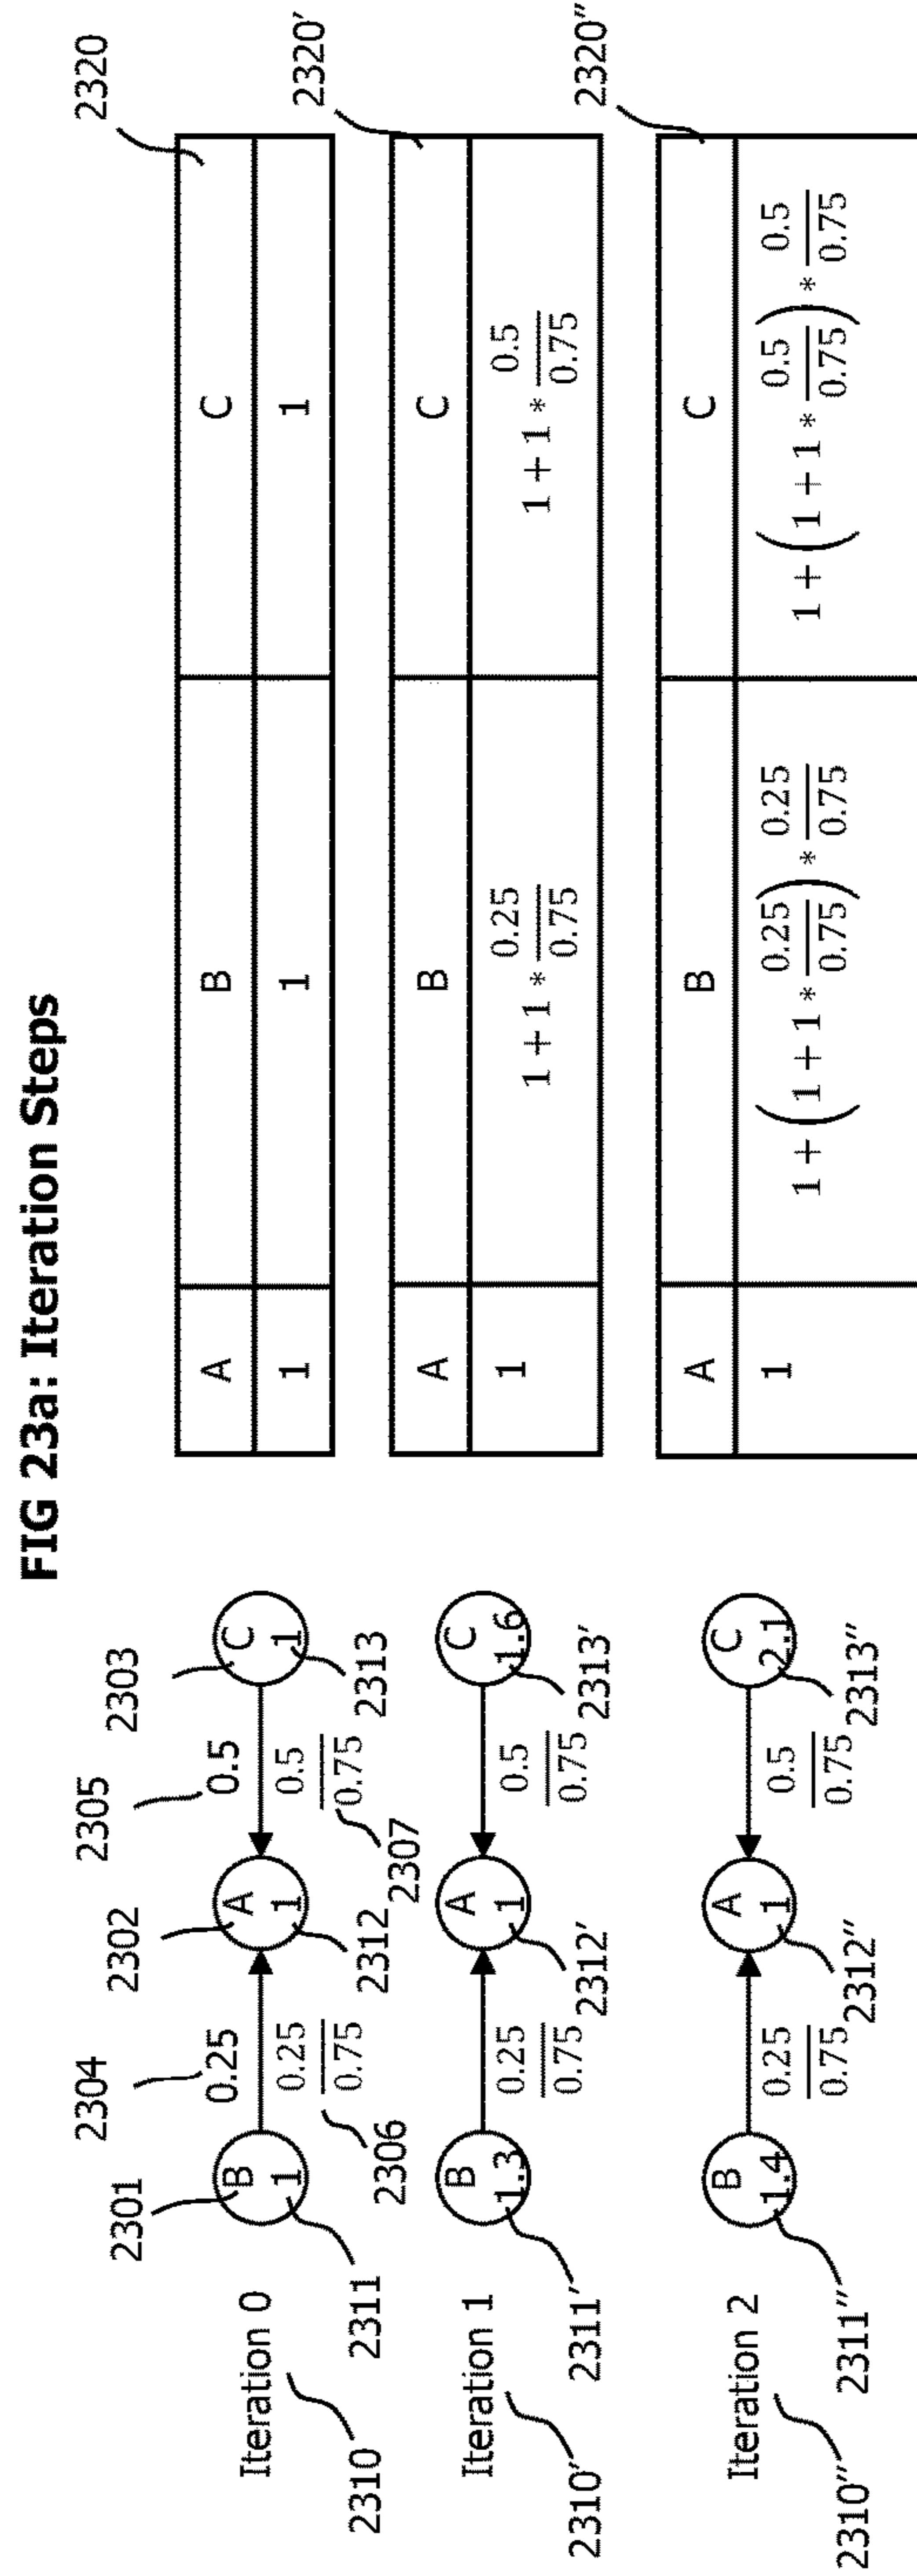 FIG 23a: Iteration Steps
2301 2304 2302 2305 2303 2320
0.25 0.5
B A C
1 1 1
Iteration 0
0.25/0.75 0.5/0.75
2310 2311 2306 2312 2307 2313
A B C
1 1 1
2320′
Iteration 1
B A C
1.3 1 1.6
0.25/0.75 0.5/0.75
2310′ 2311′ 2312′ 2313′
A B C
1 1 + 1 * 0.25/0.75 1 + 1 * 0.5/0.75
2320″
Iteration 2
B A C
1.4 1 2.1
0.25/0.75 0.5/0.75
2310″ 2311″ 2312″ 2313″
A B C
1 1 + (1 + 1 * 0.25/0.75) * 0.25/0.75 1 + (1 + 1 * 0.5/0.75) * 0.5/0.75